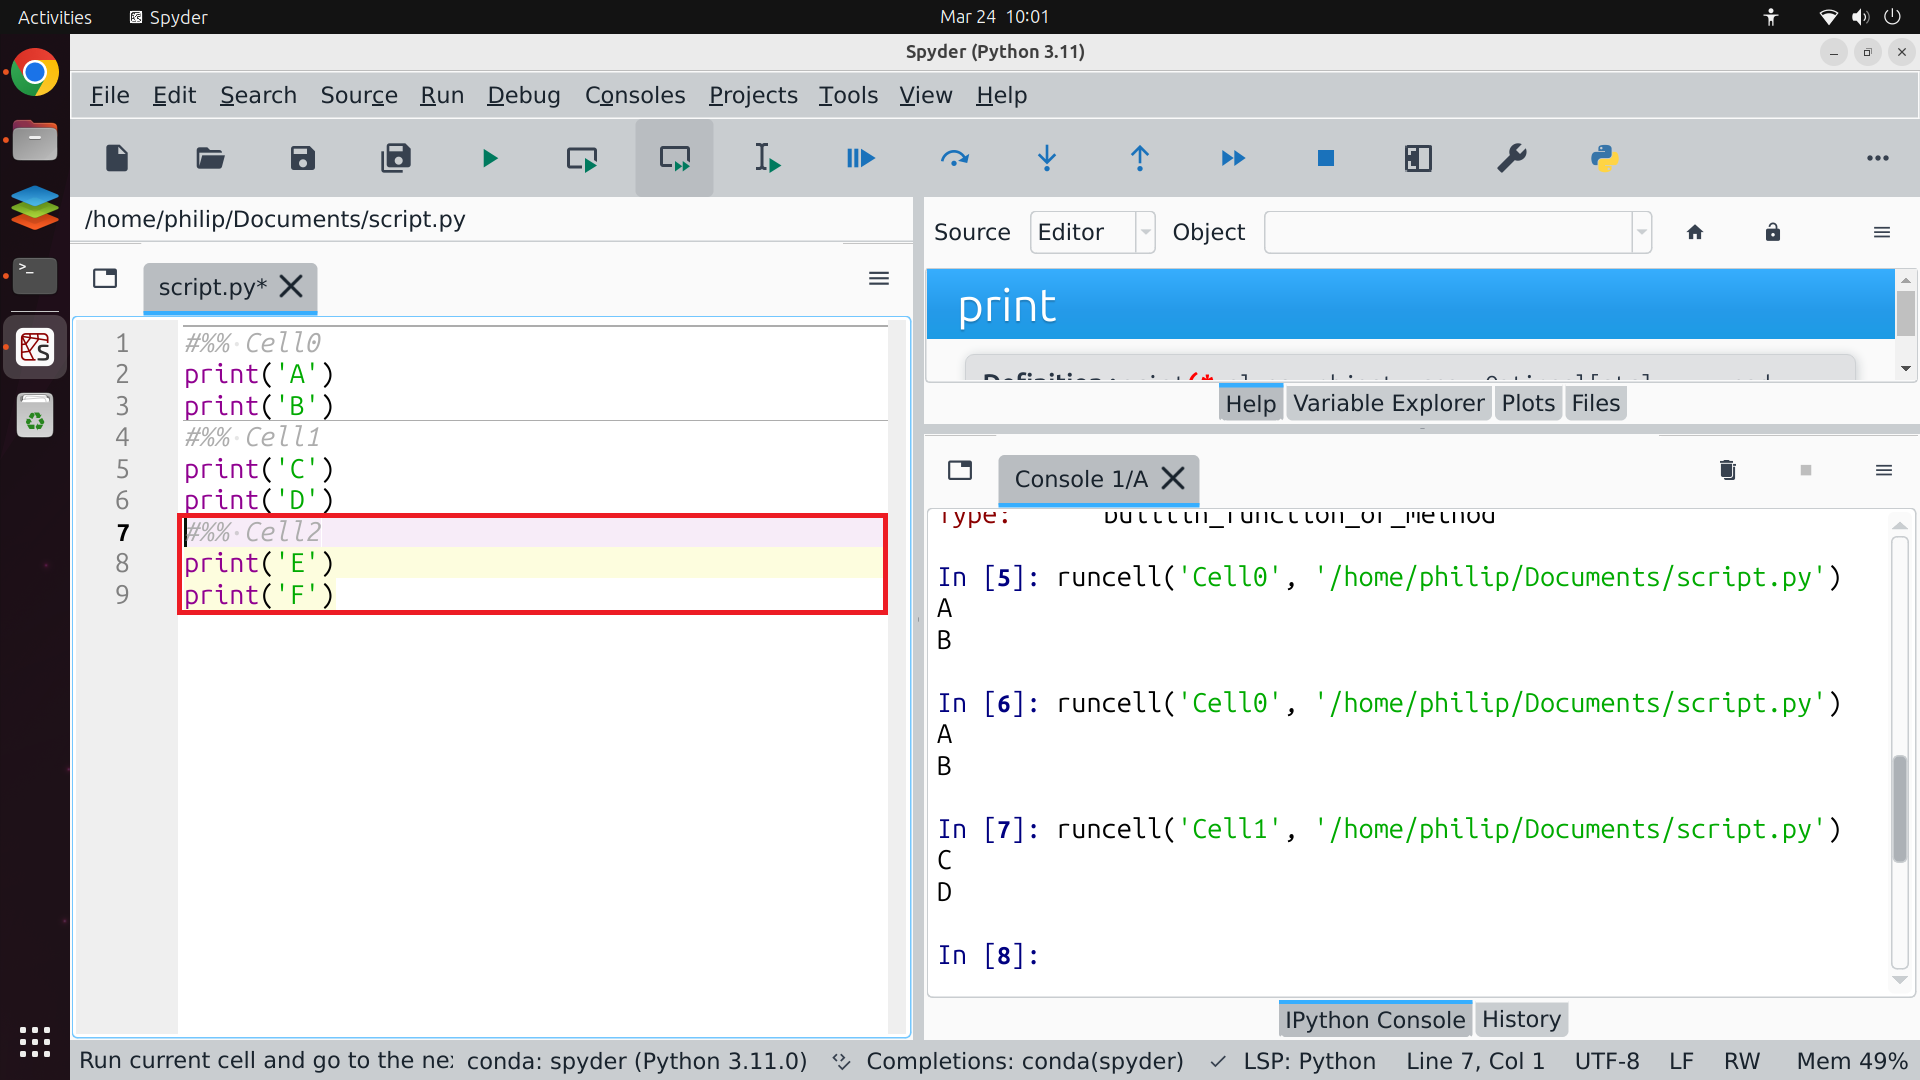 Activities
Spyder
Mar 24 10:01
Spyder (Python 3.11)
File Edit Search Source Run Debug Consoles Projects Tools View Help
/home/philip/Documents/script.py
script.py*
1 #%% Cell0
2 print('A')
3 print('B')
4 #%% Cell1
5 print('C')
6 print('D')
7 #%% Cell2
8 print('E')
9 print('F')
Source Editor Object
print
Help Variable Explorer Plots Files
Console 1/A
Type: builtin_function_or_method
In [5]: runcell('Cell0', '/home/philip/Documents/script.py')
A
B
In [6]: runcell('Cell0', '/home/philip/Documents/script.py')
A
B
In [7]: runcell('Cell1', '/home/philip/Documents/script.py')
C
D
In [8]:
IPython Console History
Run current cell and go to the conda: spyder (Python 3.11.0) Completions: conda(spyder) LSP: Python Line 7, Col 1 UTF-8 LF RW Mem 49%